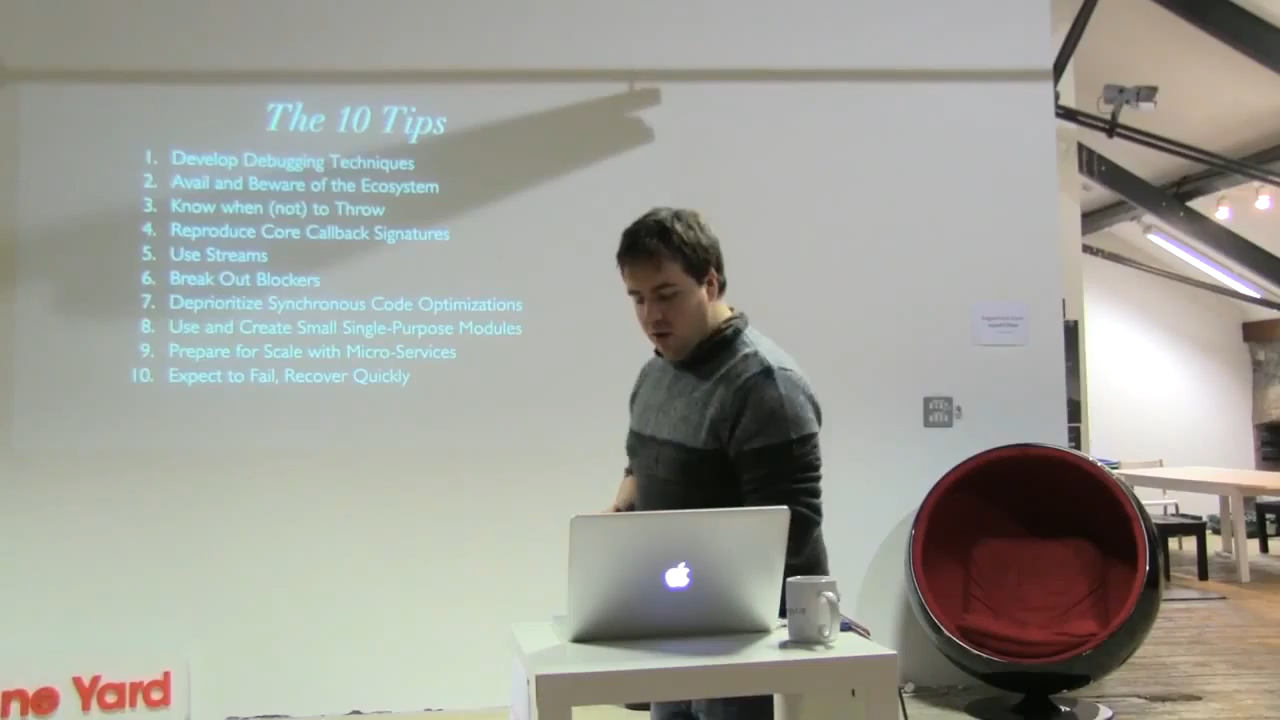 The 10 Tips
1. Develop Debugging Techniques
2. Avail and Beware of the Ecosystem
3. Know when (not) to Throw
4. Reproduce Core Callback Signatures
5. Use Streams
6. Break Out Blockers
7. Deprioritize Synchronous Code Optimizations
8. Use and Create Small Single-Purpose Modules
9. Prepare for Scale with Micro-Services
10. Expect to Fail, Recover Quickly
ne Yard